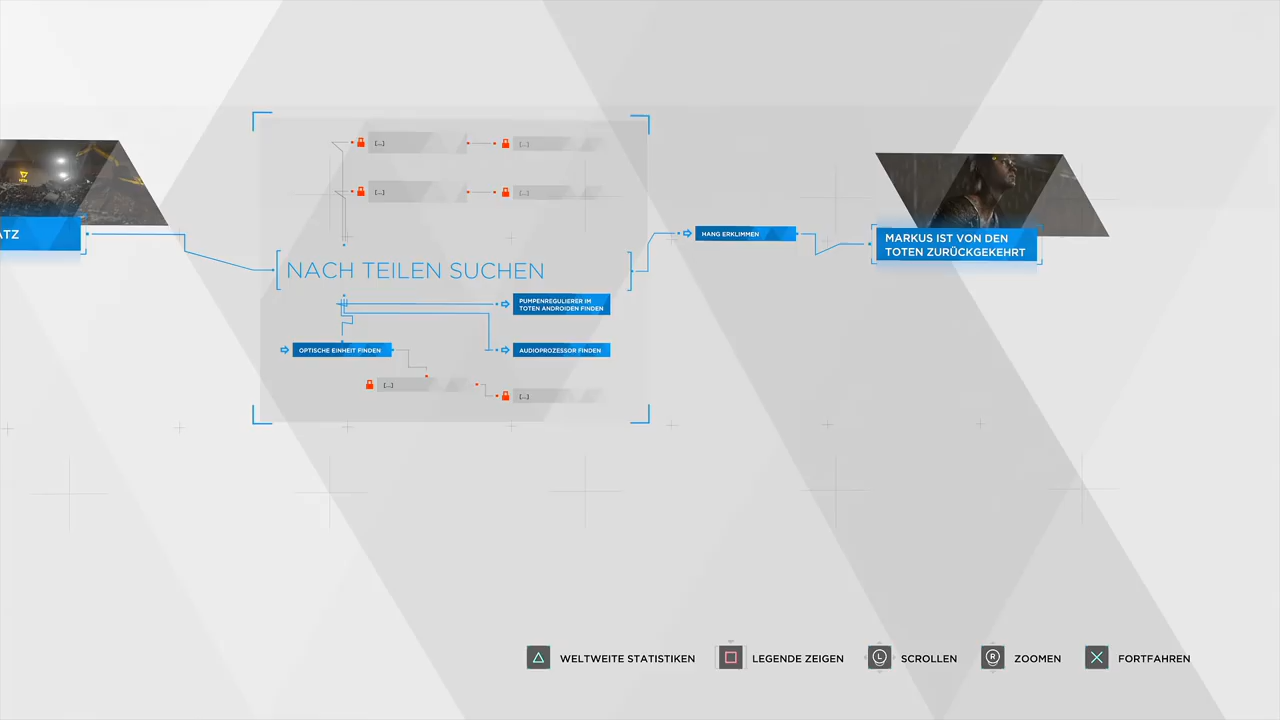 [...]
[...]
[...]
[...]
ATZ
HANG ERKLIMMEN
MARKUS IST VON DEN
TOTEN ZURÜCKGEKEHRT
NACH TEILEN SUCHEN
PUMPENREGULIERER IM
TOTEN ANDROIDEN FINDEN
OPTISCHE EINHEIT FINDEN
AUDIOPROZESSOR FINDEN
[...]
[...]
WELTWEITE STATISTIKEN
LEGENDE ZEIGEN
L
SCROLLEN
R
ZOOMEN
FORTFAHREN